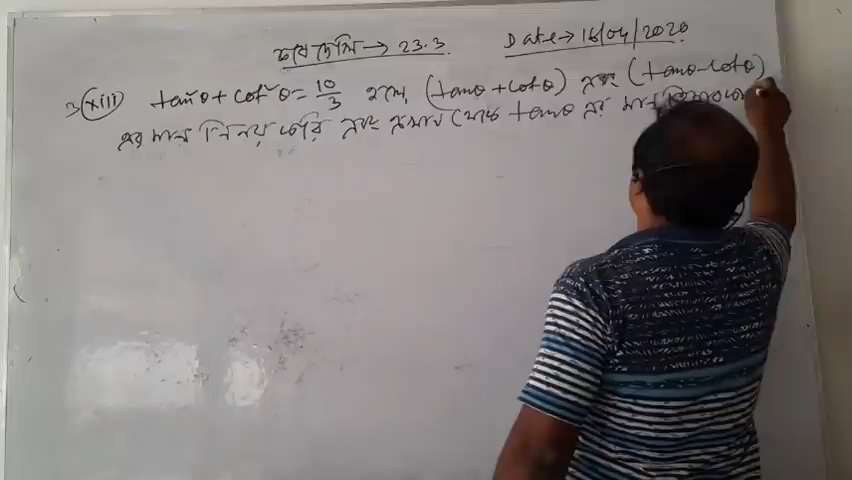 কষে দেখি → 23.3 Date → 16/04/2020
3 (xiii) tan²θ + cot²θ = 10/3 হলে, (tanθ + cotθ) এবং (tanθ - cotθ)
এর মান নির্ণয় করি এবং সেখান থেকে tanθ এর মান